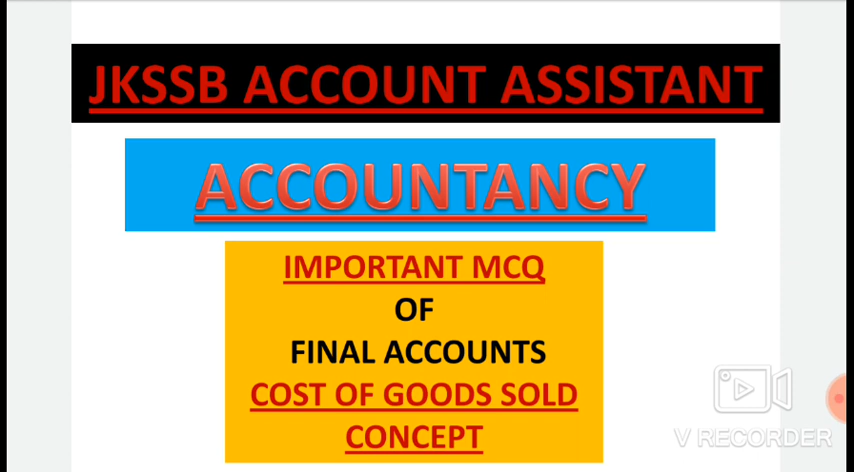 JKSSB ACCOUNT ASSISTANT
ACCOUNTANCY
IMPORTANT MCQ
OF
FINAL ACCOUNTS
COST OF GOODS SOLD
CONCEPT
V RECORDER